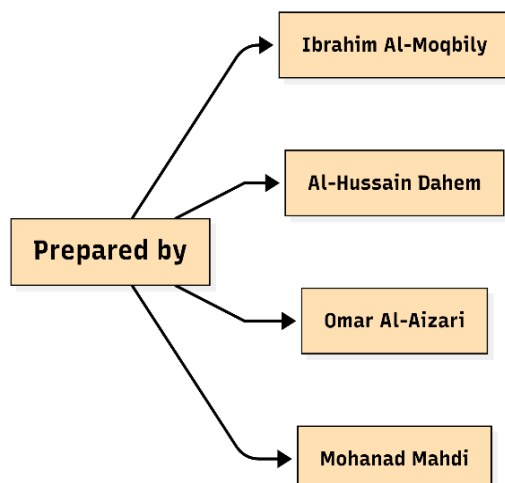 Prepared by
Ibrahim Al-Moqbily
Al-Hussain Dahem
Omar Al-Aizari
Mohanad Mahdi